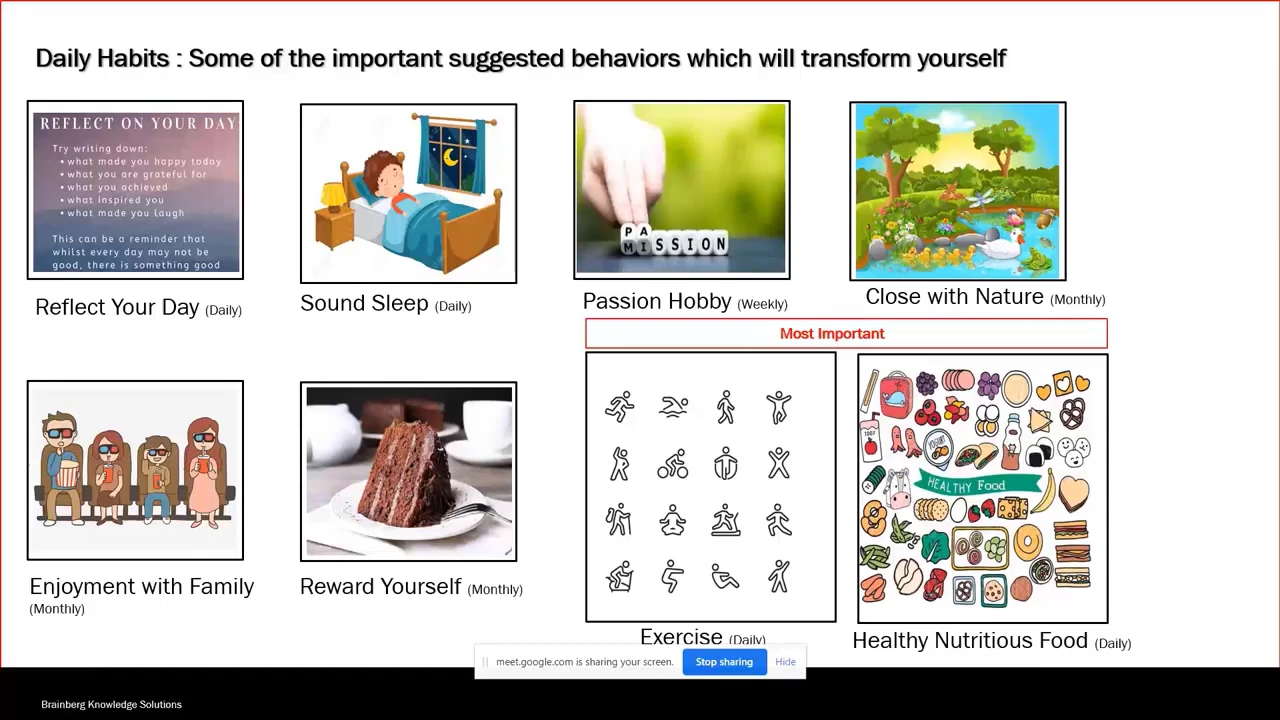 Daily Habits : Some of the important suggested behaviors which will transform yourself
REFLECT ON YOUR DAY
Try writing down:
• what made you happy today
• what you are grateful for
• what you achieved
• what inspired you
• what made you laugh
This can be a reminder that
whilst every day may not be
good, there is something good
Reflect Your Day (Daily)
Sound Sleep (Daily)
PA
MISSION
Passion Hobby (Weekly)
Close with Nature (Monthly)
Most Important
Enjoyment with Family
(Monthly)
Reward Yourself (Monthly)
Exercise (Daily)
YOGURT
HEALTHY Food
Healthy Nutritious Food (Daily)
meet.google.com is sharing your screen.
Stop sharing
Hide
Brainberg Knowledge Solutions